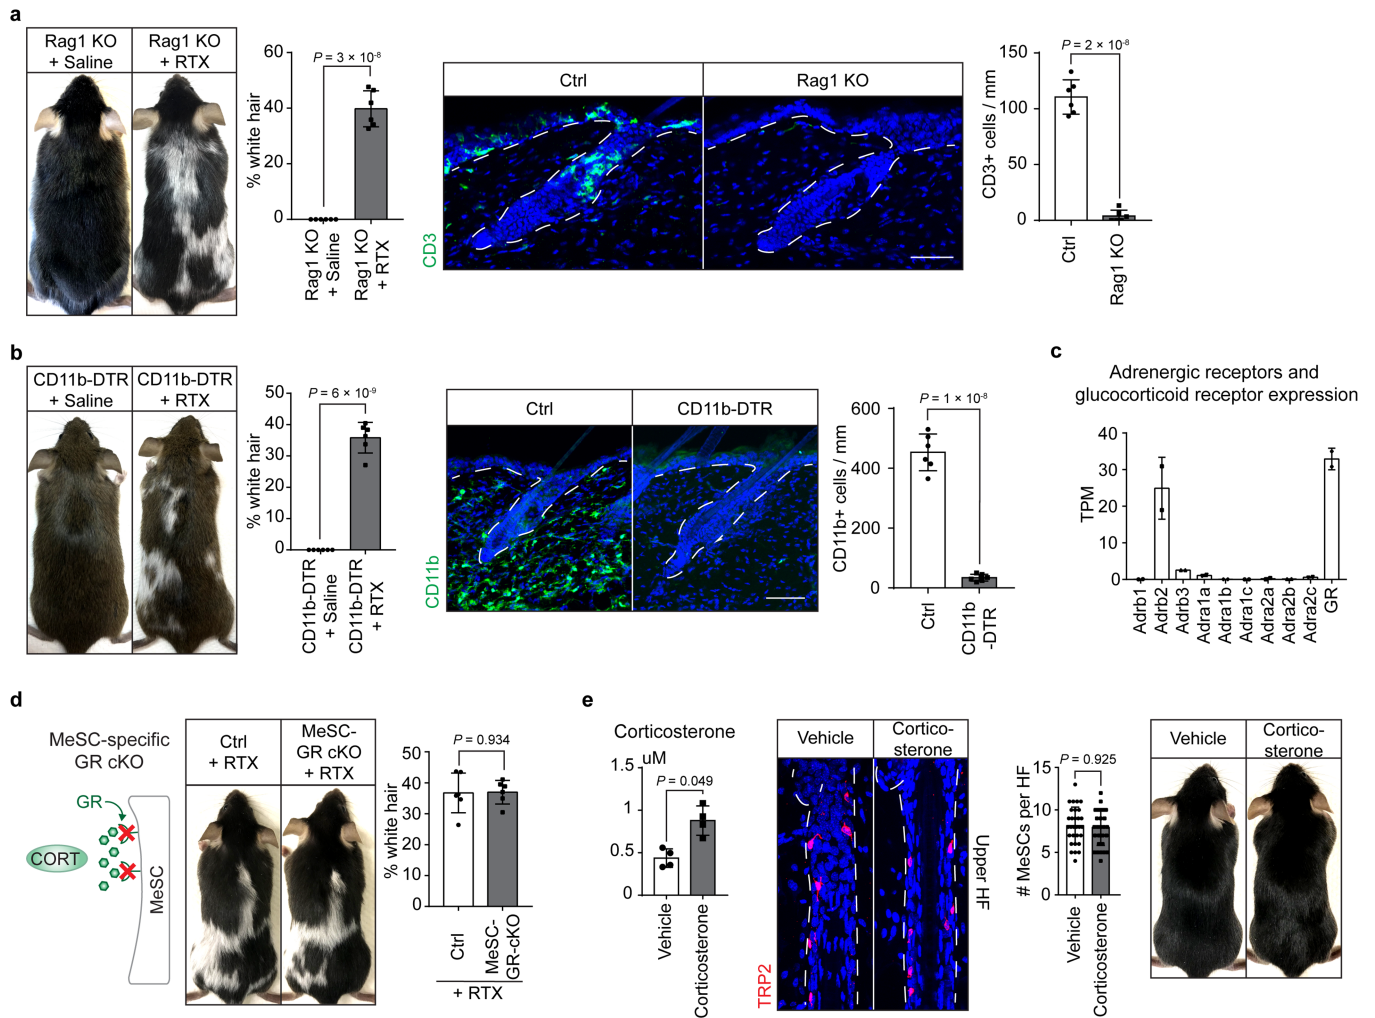 a
Rag1 KO
+ Saline
Rag1 KO
+ RTX
% white hair
60
40
20
0
P = 3 × 10-8
Rag1 KO
+ Saline
Rag1 KO
+ RTX
CD3
Ctrl
Rag1 KO
CD3+ cells / mm
150
100
50
0
P = 2 × 10-8
Ctrl
Rag1 KO
b
CD11b-DTR
+ Saline
CD11b-DTR
+ RTX
% white hair
50
40
30
20
10
0
P = 6 × 10-9
CD11b-DTR
+ Saline
CD11b-DTR
+ RTX
CD11b
Ctrl
CD11b-DTR
CD11b+ cells / mm
600
400
200
0
P = 1 × 10-8
Ctrl
CD11b
-DTR
c
Adrenergic receptors and
glucocorticoid receptor expression
TPM
40
30
20
10
0
Adrb1
Adrb2
Adrb3
Adra1a
Adra1b
Adra1c
Adra2a
Adra2b
Adra2c
GR
d
MeSC-specific
GR cKO
GR
CORT
MeSC
Ctrl
+ RTX
MeSC-
GR cKO
+ RTX
% white hair
50
40
30
20
10
0
P = 0.934
Ctrl
MeSC-
GR-cKO
+ RTX
e
Corticosterone
uM
1.5
1
0.5
0
P = 0.049
Vehicle
Corticosterone
TRP2
Vehicle
Cortico-
sterone
Upper HF
# MeSCs per HF
15
10
5
0
P = 0.925
Vehicle
Corticosterone
Vehicle
Cortico-
sterone